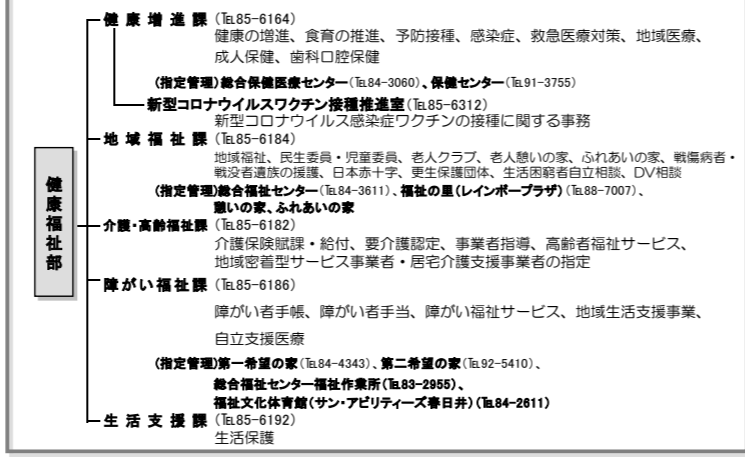 健康増進課(℡85-6164)
健康の増進、食育の推進、予防接種、感染症、救急医療対策、地域医療、
成人保健、歯科口腔保健
(指定管理)総合保健医療センター(℡84-3060)、保健センター(℡91-3755)
新型コロナウイルスワクチン接種推進室(℡85-6312)
新型コロナウイルス感染症ワクチンの接種に関する事務
地域福祉課(℡85-6184)
地域福祉、民生委員・児童委員、老人クラブ、老人憩いの家、ふれあいの家、戦傷病者・
戦没者遺族の援護、日本赤十字、更生保護団体、生活困窮者自立相談、DV相談
(指定管理)総合福祉センター(℡84-3611)、福祉の里(レインボープラザ)(℡88-7007)、
憩いの家、ふれあいの家
健康福祉部
介護・高齢福祉課(℡85-6182)
介護保険賦課・給付、要介護認定、事業者指導、高齢者福祉サービス、
地域密着型サービス事業者・居宅介護支援事業者の指定
障がい福祉課(℡85-6186)
障がい者手帳、障がい者手当、障がい福祉サービス、地域生活支援事業、
自立支援医療
(指定管理)第一希望の家(℡84-4343)、第二希望の家(℡92-5410)、
総合福祉センター福祉作業所(℡83-2955)、
福祉文化体育館(サン・アビリティーズ春日井)(℡84-2611)
生活支援課(℡85-6192)
生活保護